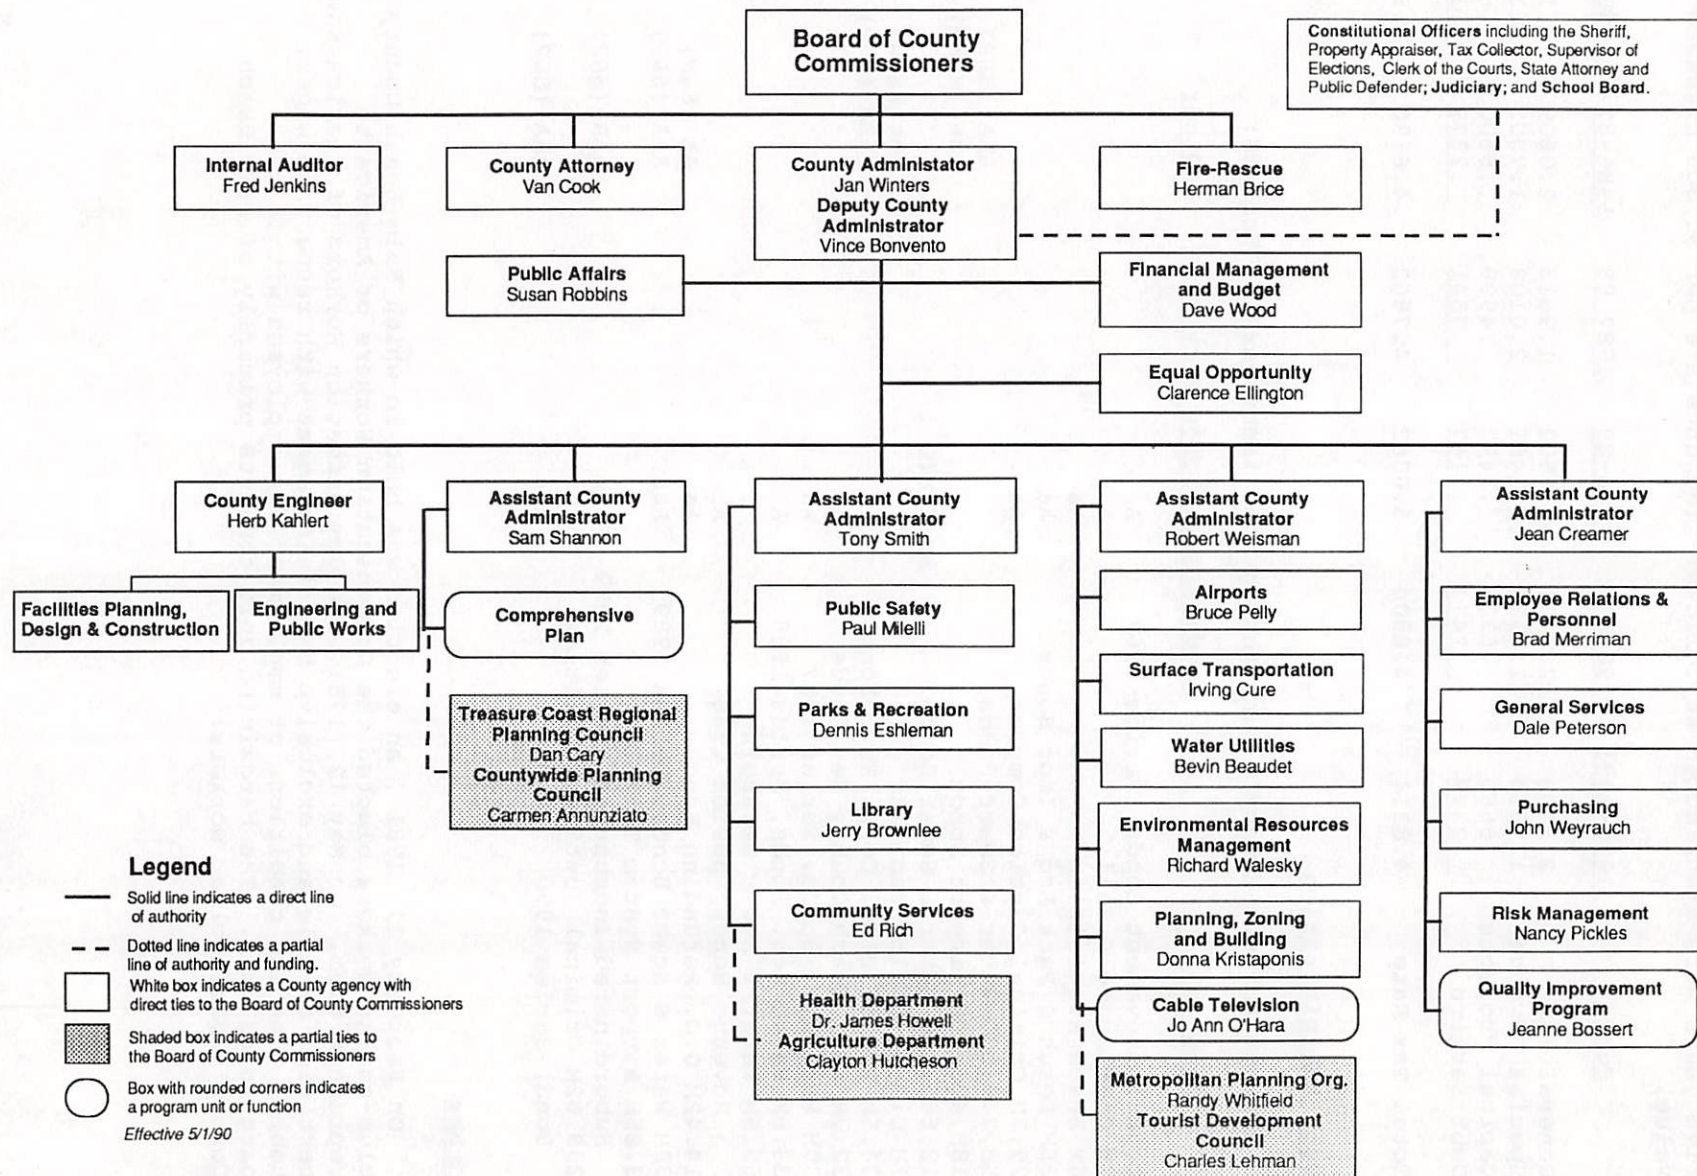 Board of County
Commissioners
Constitutional Officers including the Sheriff,
Property Appraiser, Tax Collector, Supervisor of
Elections, Clerk of the Courts, State Attorney and
Public Defender; Judiciary; and School Board.
Internal Auditor
Fred Jenkins
County Attorney
Van Cook
County Administator
Jan Winters
Deputy County
Administrator
Vince Bonvento
Fire-Rescue
Herman Brice
Public Affairs
Susan Robbins
Financial Management
and Budget
Dave Wood
Equal Opportunity
Clarence Ellington
County Engineer
Herb Kahlert
Facilities Planning,
Design & Construction
Engineering and
Public Works
Assistant County
Administrator
Sam Shannon
Comprehensive
Plan
Treasure Coast Regional
Planning Council
Dan Cary
Countywide Planning
Council
Carmen Annunziato
Assistant County
Administrator
Tony Smith
Public Safety
Paul Milelli
Parks & Recreation
Dennis Eshleman
Library
Jerry Brownlee
Community Services
Ed Rich
Health Department
Dr. James Howell
Agriculture Department
Clayton Hutcheson
Assistant County
Administrator
Robert Weisman
Airports
Bruce Pelly
Surface Transportation
Irving Cure
Water Utilities
Bevin Beaudet
Environmental Resources
Management
Richard Walesky
Planning, Zoning
and Building
Donna Kristaponis
Cable Television
Jo Ann O'Hara
Metropolitan Planning Org.
Randy Whitfield
Tourist Development
Council
Charles Lehman
Assistant County
Administrator
Jean Creamer
Employee Relations &
Personnel
Brad Merriman
General Services
Dale Peterson
Purchasing
John Weyrauch
Risk Management
Nancy Pickles
Quality Improvement
Program
Jeanne Bossert
Legend
Solid line indicates a direct line
of authority
Dotted line indicates a partial
line of authority and funding.
White box indicates a County agency with
direct ties to the Board of County Commissioners
Shaded box indicates a partial ties to
the Board of County Commissioners
Box with rounded corners indicates
a program unit or function
Effective 5/1/90